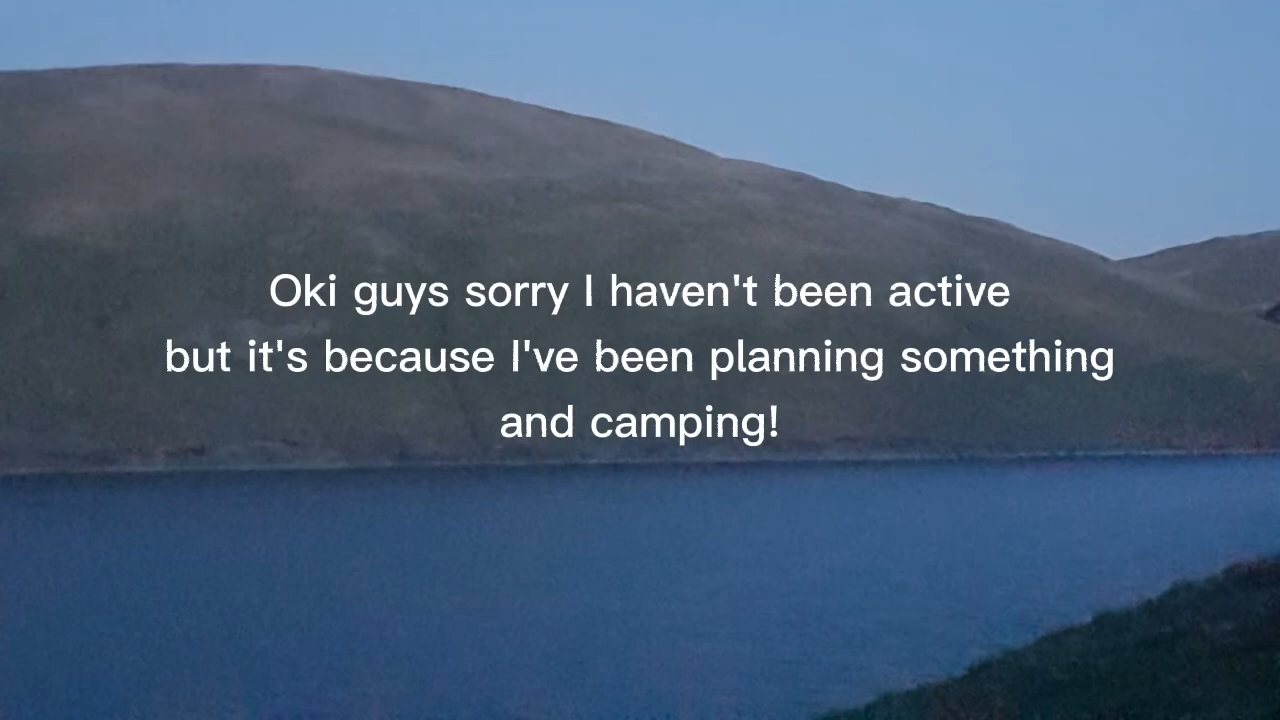 Oki guys sorry I haven't been active
but it's because I've been planning something
and camping!